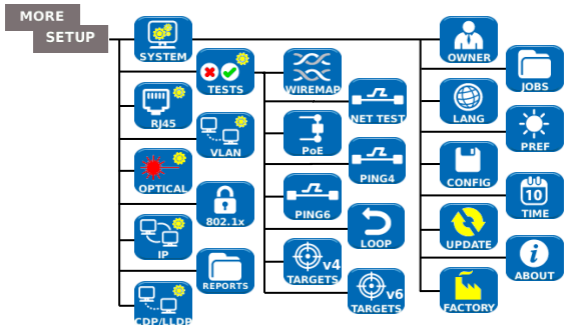 MORE
SETUP
SYSTEM
TESTS
RJ45
VLAN
OPTICAL
802.1x
IP
REPORTS
CDP/LLDP
WIREMAP
NET TEST
PoE
PING4
PING6
LOOP
v4
TARGETS
v6
TARGETS
OWNER
JOBS
LANG
PREF
CONFIG
10
TIME
UPDATE
i
ABOUT
FACTORY